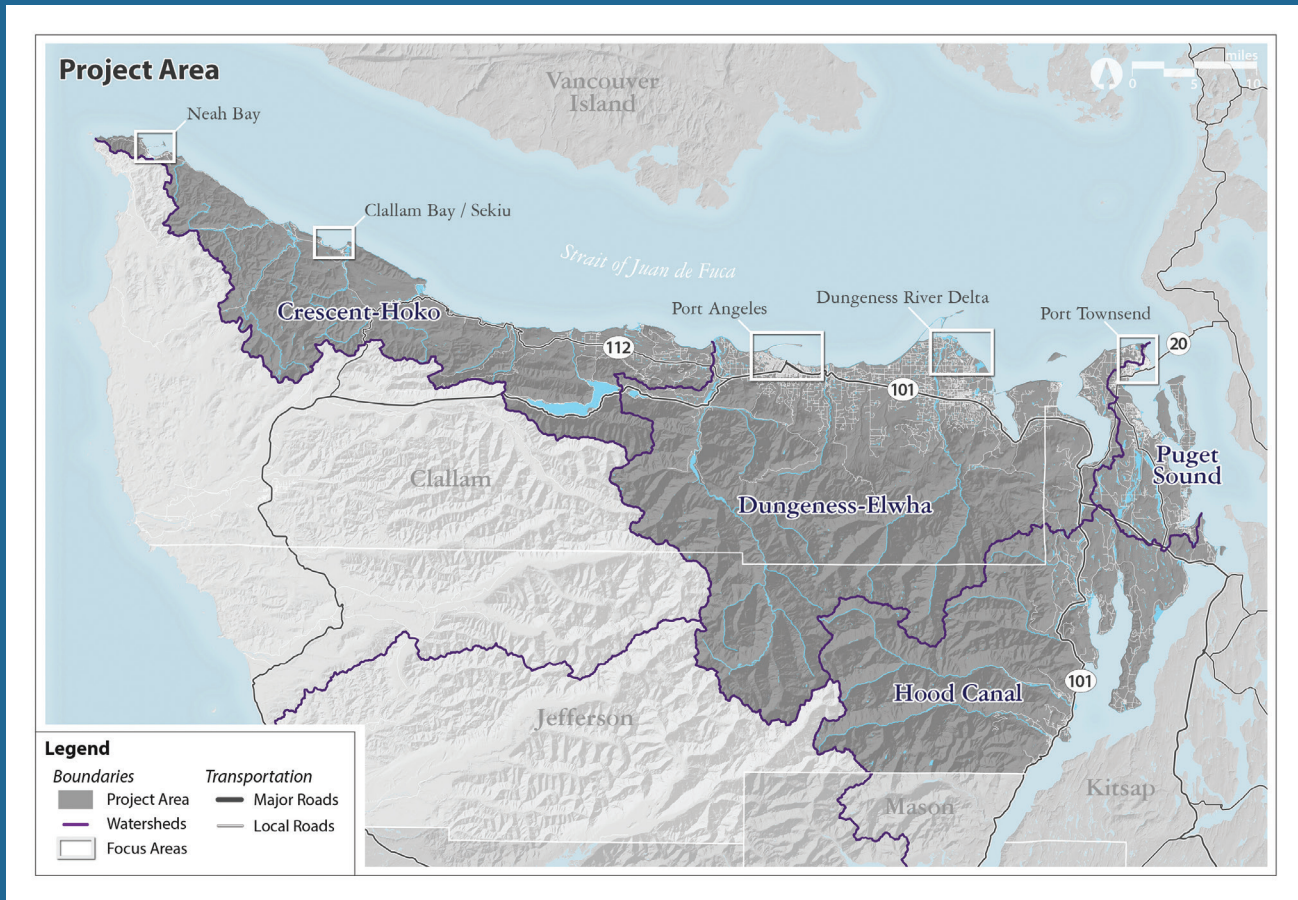 Project Area
miles
0
5
10
Vancouver
Island
Neah Bay
Clallam Bay / Sekiu
Strait of Juan de Fuca
Crescent-Hoko
Port Angeles
Dungeness River Delta
Port Townsend
20
112
101
Puget
Sound
Clallam
Dungeness-Elwha
101
Hood Canal
Jefferson
Kitsap
Mason
Legend
Boundaries
Project Area
Watersheds
Focus Areas
Transportation
Major Roads
Local Roads